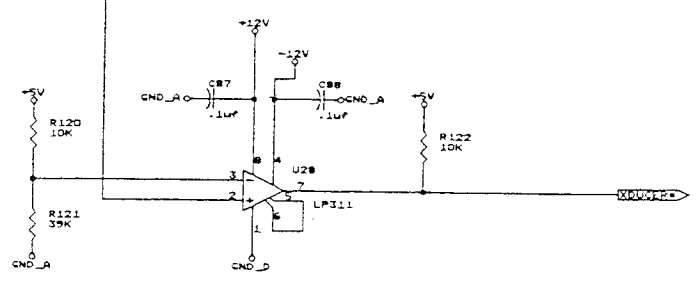 +12V
-12V
C87
GND_A
.1uF
C88
GND_A
.1uF
+5V
R120
10K
+5V
R122
10K
8
4
U28
3
-
7
2
+
5
LP311
6
1
XDUCER*
R121
39K
GND_A
GND_D